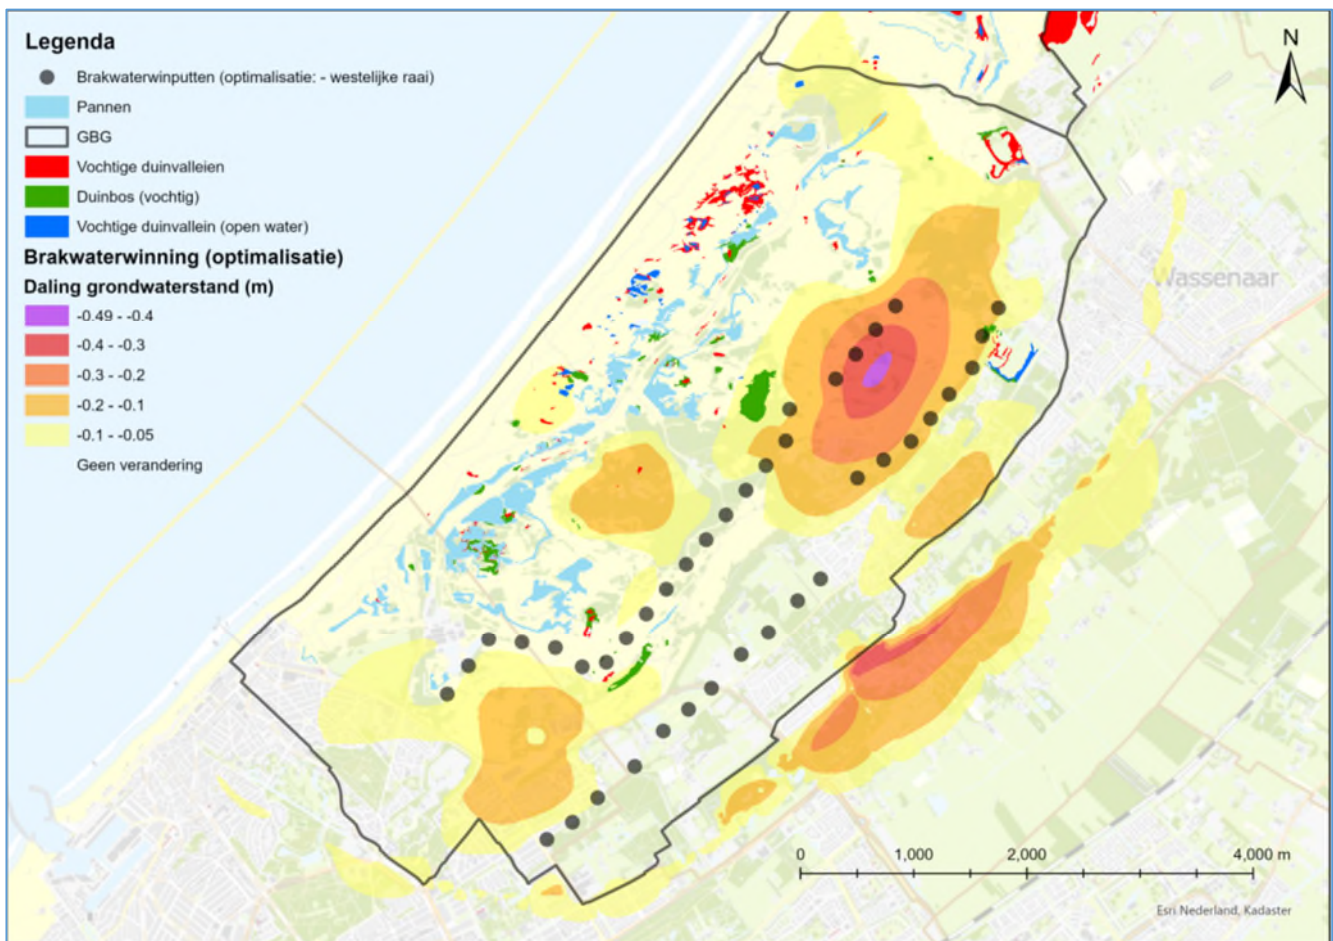 Legenda
Brakwaterwinputten (optimalisatie: - westelijke raai)
Pannen
GBG
Vochtige duinvalleien
Duinbos (vochtig)
Vochtige duinvallein (open water)
Brakwaterwinning (optimalisatie)
Daling grondwaterstand (m)
-0.49 - -0.4
-0.4 - -0.3
-0.3 - -0.2
-0.2 - -0.1
-0.1 - -0.05
Geen verandering
N
Wassenaar
0 1,000 2,000 4,000 m
Esri Nederland, Kadaster